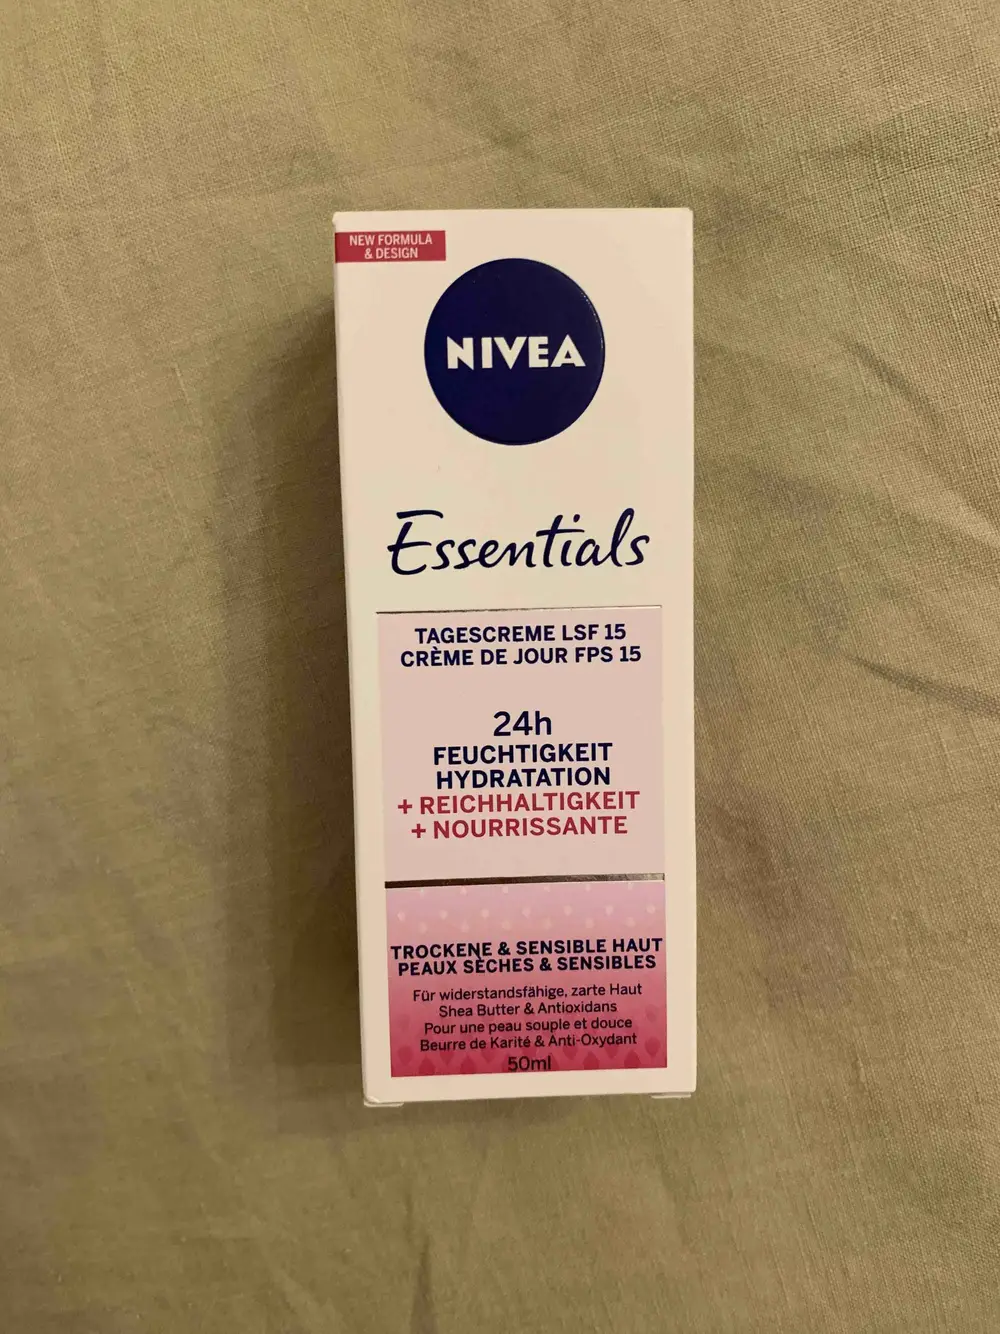 NEW FORMULA
& DESIGN
NIVEA
Essentials
TAGESCREME LSF 15
CRÈME DE JOUR FPS 15
24h
FEUCHTIGKEIT
HYDRATATION
+ REICHHALTIGKEIT
+ NOURRISSANTE
TROCKENE & SENSIBLE HAUT
PEAUX SÈCHES & SENSIBLES
Für widerstandsfähige, zarte Haut
Shea Butter & Antioxidans
Pour une peau souple et douce
Beurre de Karité & Anti-Oxydant
50ml